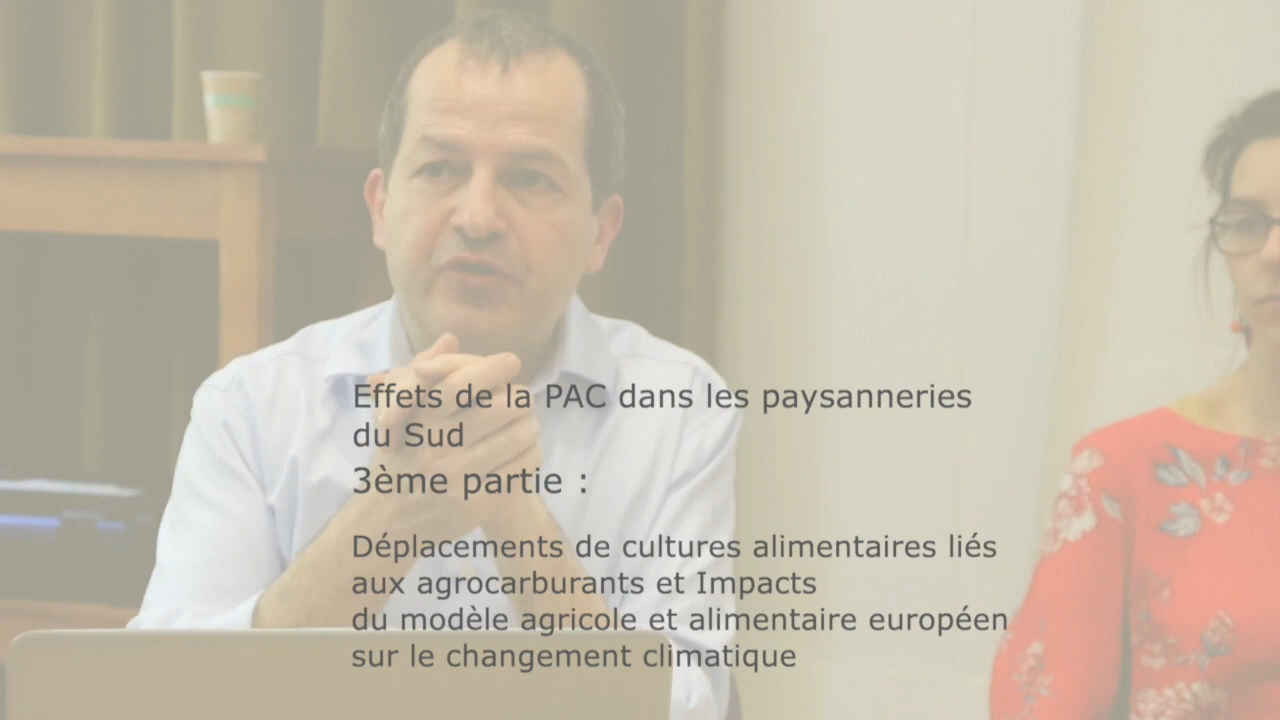 Effets de la PAC dans les paysanneries
du Sud
3ème partie :
Déplacements de cultures alimentaires liés
aux agrocarburants et Impacts
du modèle agricole et alimentaire européen
sur le changement climatique